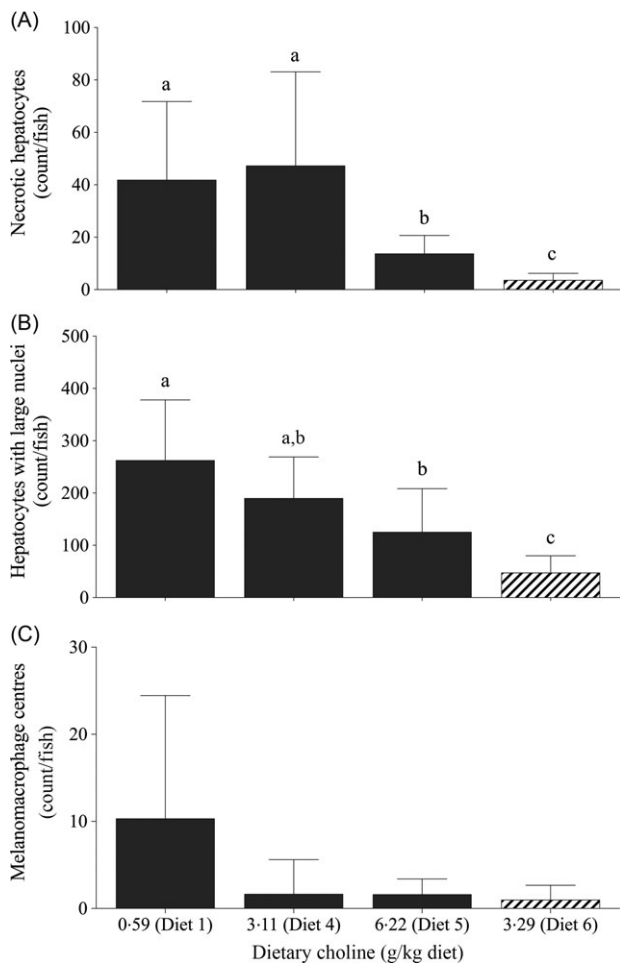 (A)
Necrotic hepatocytes
(count/fish)
100
80
60
40
20
0
a
a
b
c
(B)
Hepatocytes with large nuclei
(count/fish)
500
400
300
200
100
0
a
a,b
b
c
(C)
Melanomacrophage centres
(count/fish)
30
20
10
0
0·59 (Diet 1) 3·11 (Diet 4) 6·22 (Diet 5) 3·29 (Diet 6)
Dietary choline (g/kg diet)